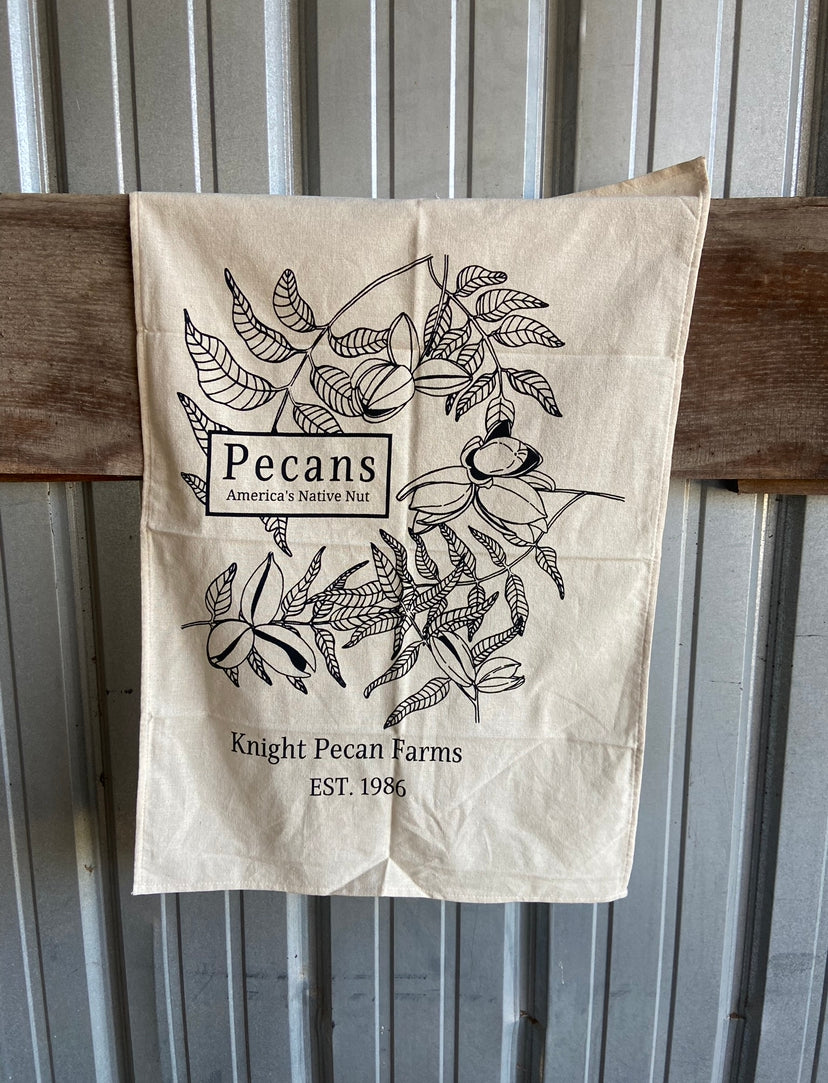 Pecans
America's Native Nut
Knight Pecan Farms
EST. 1986